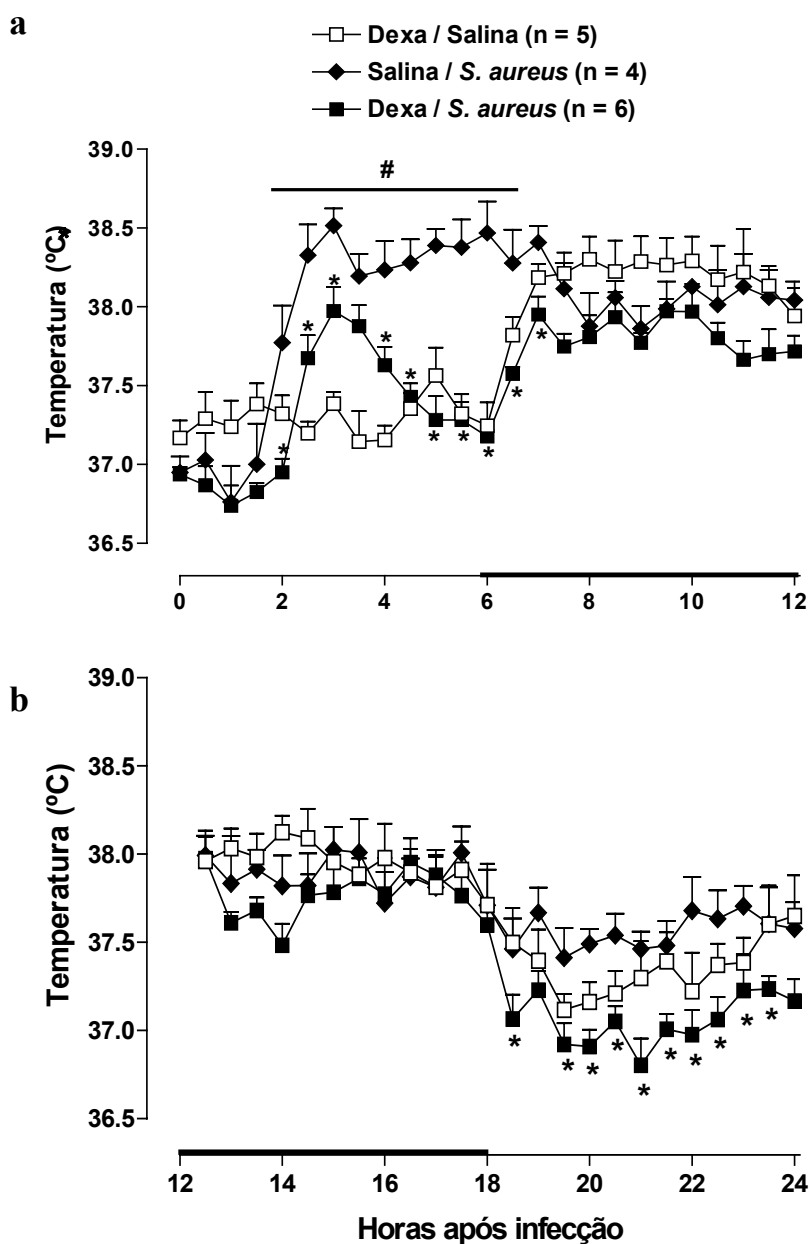 a
Dexa / Salina (n = 5)
Salina / S. aureus (n = 4)
Dexa / S. aureus (n = 6)
#
Temperatura (ºC)
39.0
38.5
38.0
37.5
37.0
36.5
* * * * * * * * * *
0 2 4 6 8 10 12
b
Temperatura (ºC)
39.0
38.5
38.0
37.5
37.0
36.5
* * * * * * * * * *
12 14 16 18 20 22 24
Horas após infecção